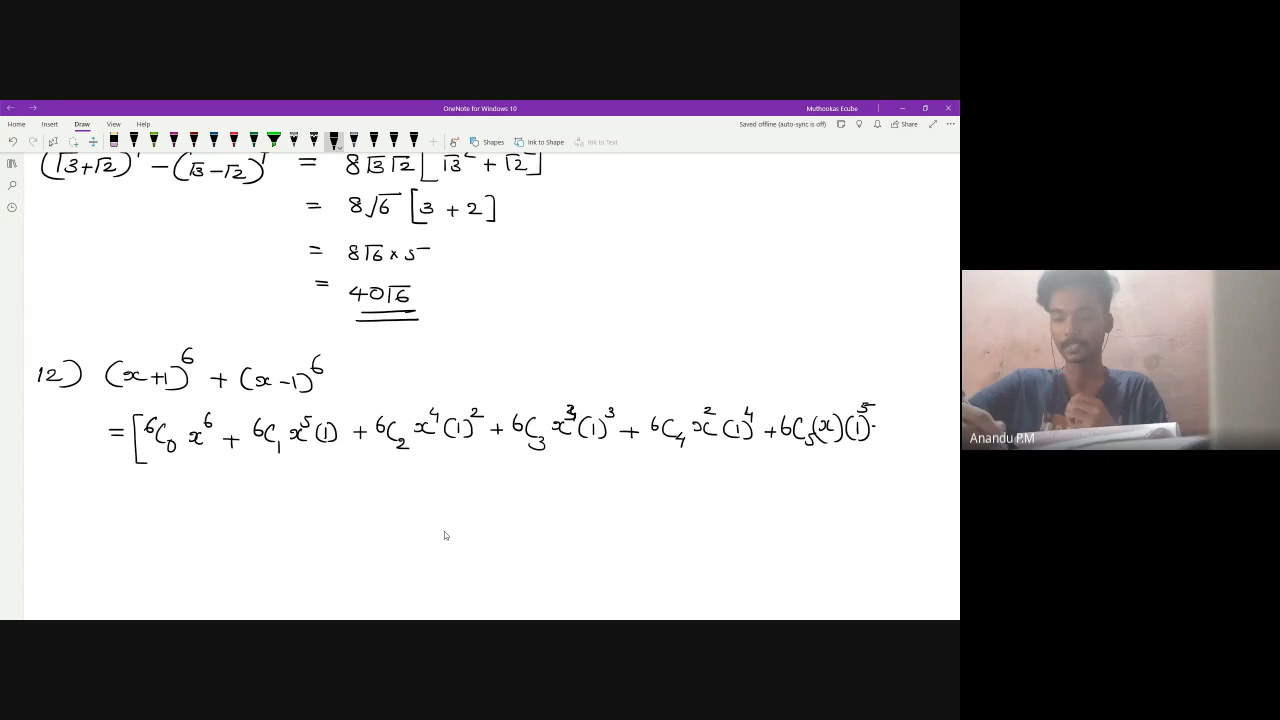 OneNote for Windows 10
Muthookas Ecube
Home Insert Draw View Help
Saved offline (auto-sync is off) Share
Shapes Ink to Shape Ink to Text
(√3+√2)⁴ − (√3−√2)⁴ = 8√3√2[√3² + √2²]
= 8√6 [3 + 2]
= 8√6 × 5
= 40√6
12) (x+1)⁶ + (x−1)⁶
= [⁶C₀ x⁶ + ⁶C₁ x⁵(1) + ⁶C₂ x⁴(1)² + ⁶C₃ x³(1)³ + ⁶C₄ x²(1)⁴ + ⁶C₅(x)(1)⁵
Anandu P.M